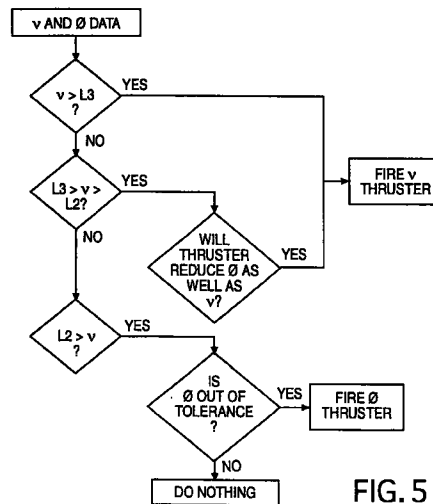 ν AND Ø DATA
ν > L3
?
YES
NO
L3 > ν >
L2?
YES
NO
FIRE ν
THRUSTER
WILL
THRUSTER
REDUCE Ø AS
WELL AS
ν?
YES
L2 > ν
?
YES
IS
Ø OUT OF
TOLERANCE
?
YES
FIRE Ø
THRUSTER
NO
DO NOTHING
FIG. 5